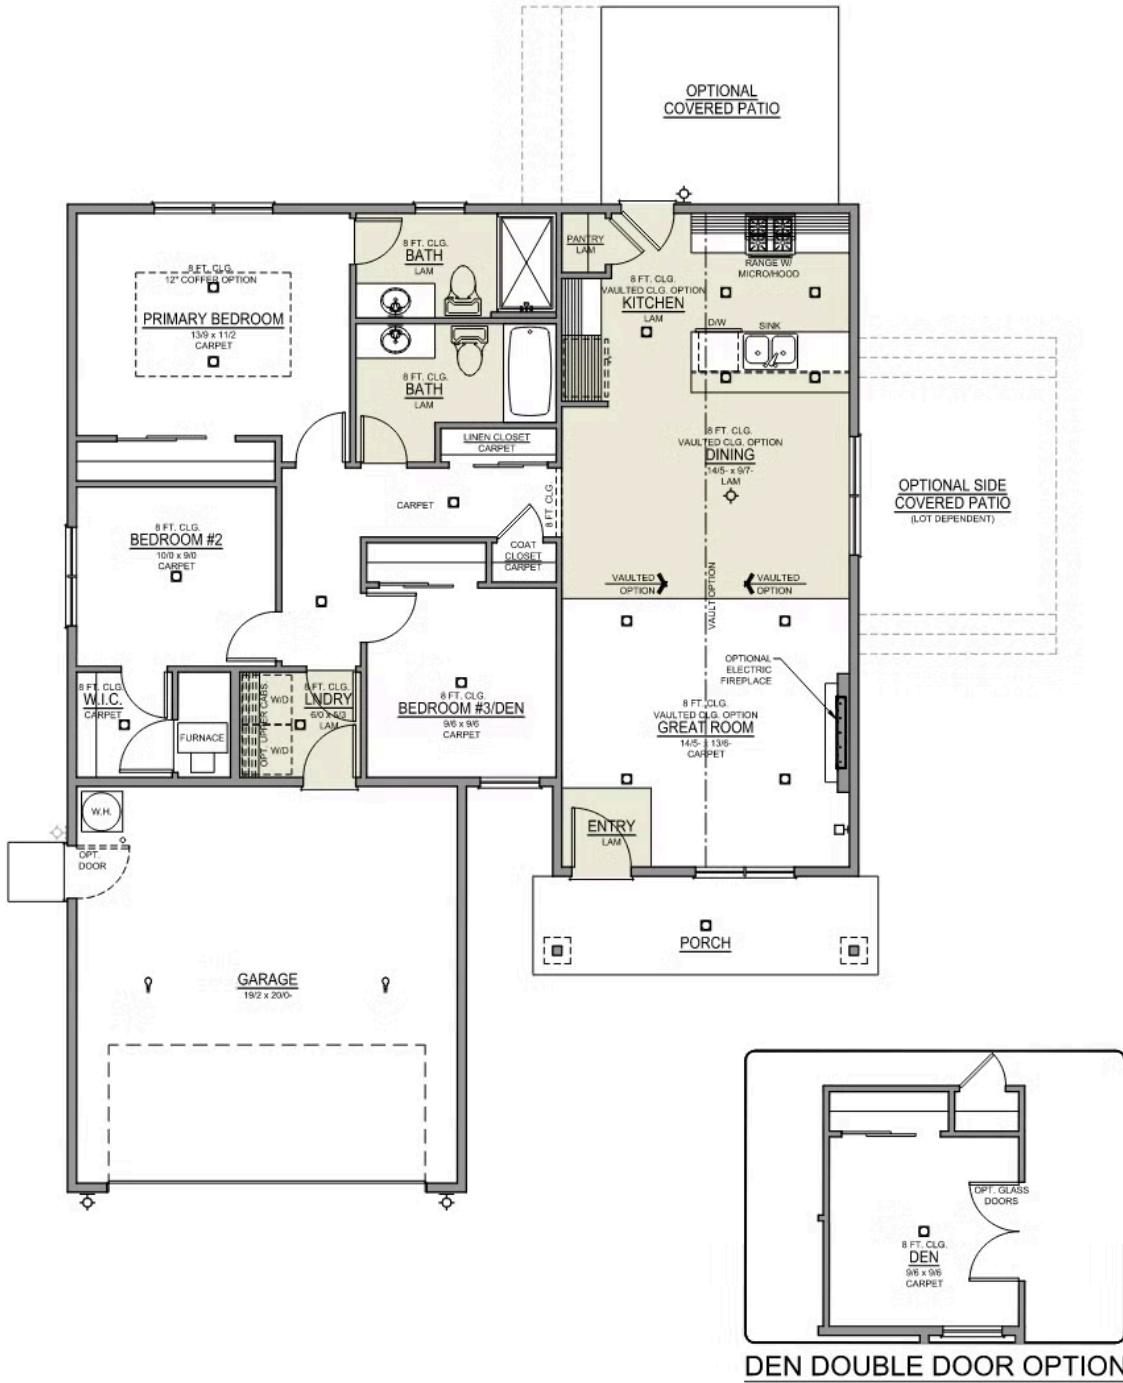 OPTIONAL
COVERED PATIO
8 FT. CLG.
12" COFFER OPTION
PRIMARY BEDROOM
13/9 x 11/2
CARPET
8 FT. CLG.
BATH
LAM
8 FT. CLG.
BATH
LAM
PANTRY
LAM
8 FT. CLG.
VAULTED CLG. OPTION
KITCHEN
LAM
RANGE W/
MICRO/HOOD
D/W
SINK
LINEN CLOSET
CARPET
CARPET
8 FT. CLG.
COAT
CLOSET
CARPET
8 FT. CLG.
VAULTED CLG. OPTION
DINING
14/5- x 9/7-
LAM
OPTIONAL SIDE
COVERED PATIO
(LOT DEPENDENT)
8 FT. CLG.
BEDROOM #2
10/0 x 9/0
CARPET
VAULTED
OPTION
VAULTED
OPTION
VAULT OPTION
OPTIONAL
ELECTRIC
FIREPLACE
8 FT. CLG.
W.I.C.
CARPET
FURNACE
OPT. UPPER CABS.
W/D
W/D
8 FT. CLG.
LNDRY
6/0 x 5/3
LAM
8 FT. CLG.
BEDROOM #3/DEN
9/6 x 9/6
CARPET
8 FT. CLG.
VAULTED CLG. OPTION
GREAT ROOM
14/5- x 13/6-
CARPET
W.H.
OPT.
DOOR
ENTRY
LAM
PORCH
GARAGE
19/2 x 20/0-
OPT. GLASS
DOORS
8 FT. CLG.
DEN
9/6 x 9/6
CARPET
DEN DOUBLE DOOR OPTION